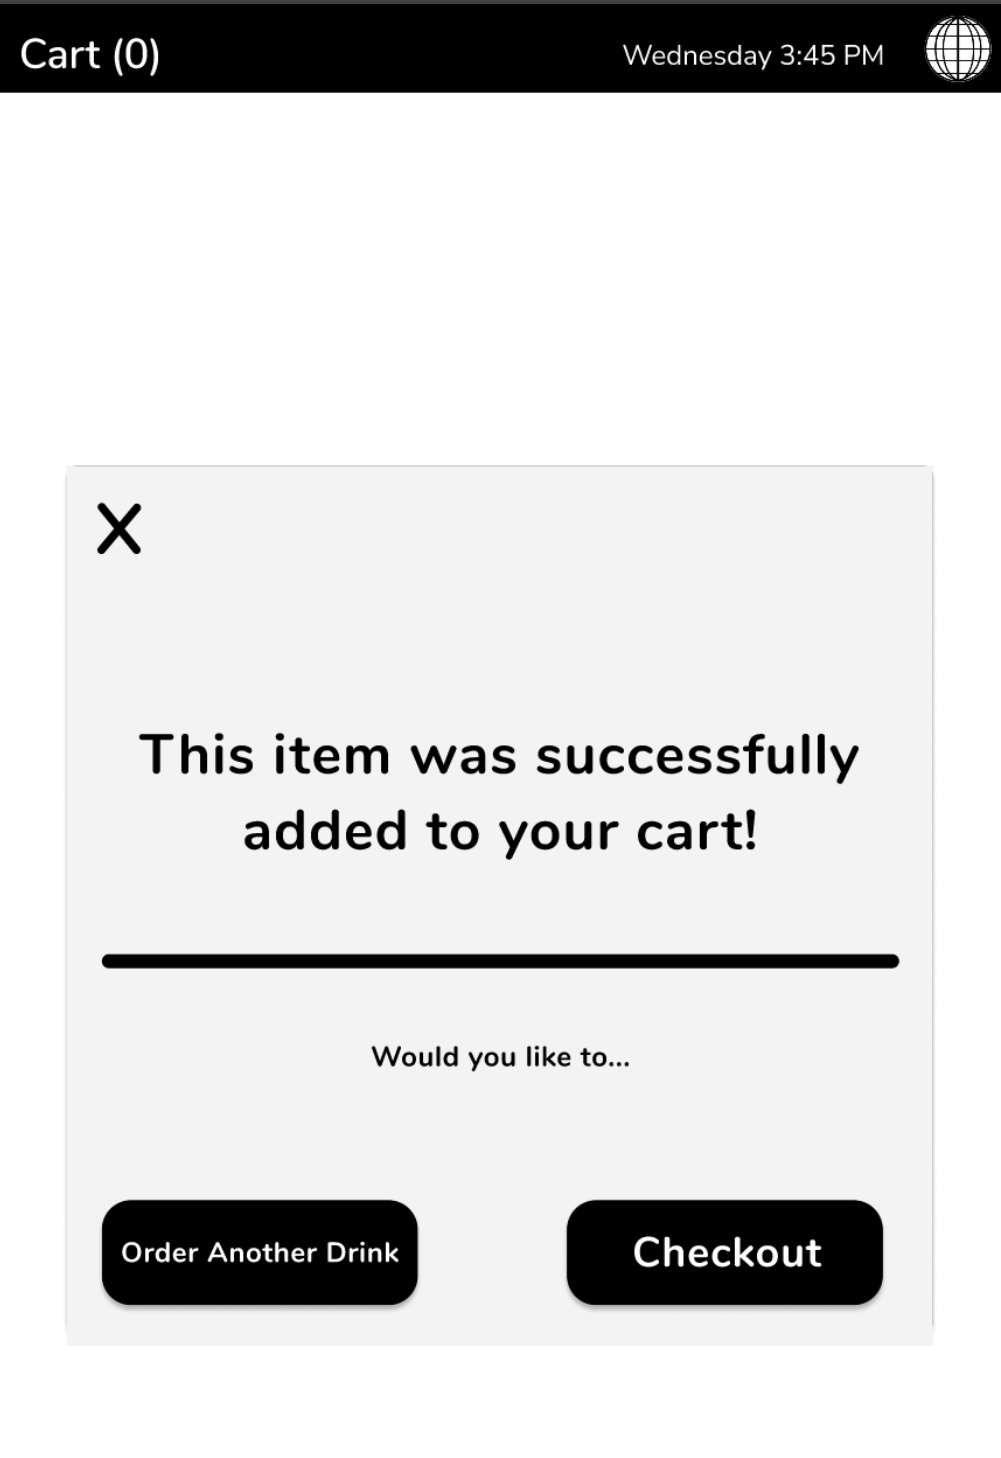 Cart (0)
Wednesday 3:45 PM
X
This item was successfully
added to your cart!
Would you like to...
Order Another Drink
Checkout